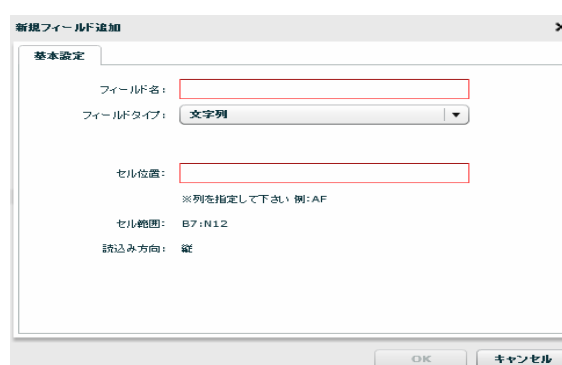 新規フィールド追加
基本設定
フィールド名:
フィールドタイプ: 文字列
セル位置:
※列を指定して下さい 例:AF
セル範囲: B7:N12
読込み方向: 縦
OK キャンセル